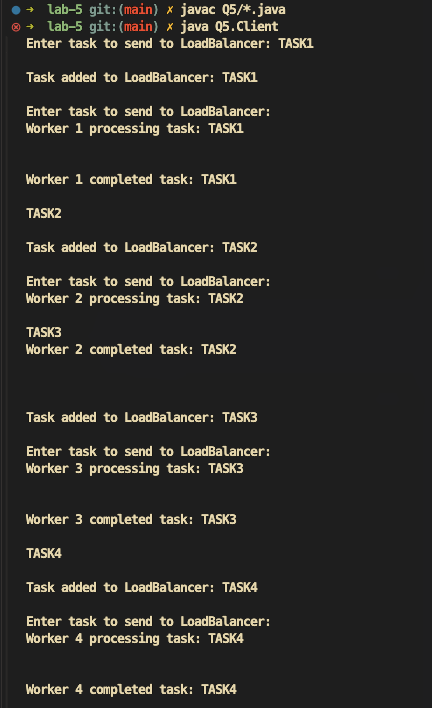 ➜ lab-5 git:(main) ✗ javac Q5/*.java
➜ lab-5 git:(main) ✗ java Q5.Client
Enter task to send to LoadBalancer: TASK1
Task added to LoadBalancer: TASK1
Enter task to send to LoadBalancer:
Worker 1 processing task: TASK1
Worker 1 completed task: TASK1
TASK2
Task added to LoadBalancer: TASK2
Enter task to send to LoadBalancer:
Worker 2 processing task: TASK2
TASK3
Worker 2 completed task: TASK2
Task added to LoadBalancer: TASK3
Enter task to send to LoadBalancer:
Worker 3 processing task: TASK3
Worker 3 completed task: TASK3
TASK4
Task added to LoadBalancer: TASK4
Enter task to send to LoadBalancer:
Worker 4 processing task: TASK4
Worker 4 completed task: TASK4